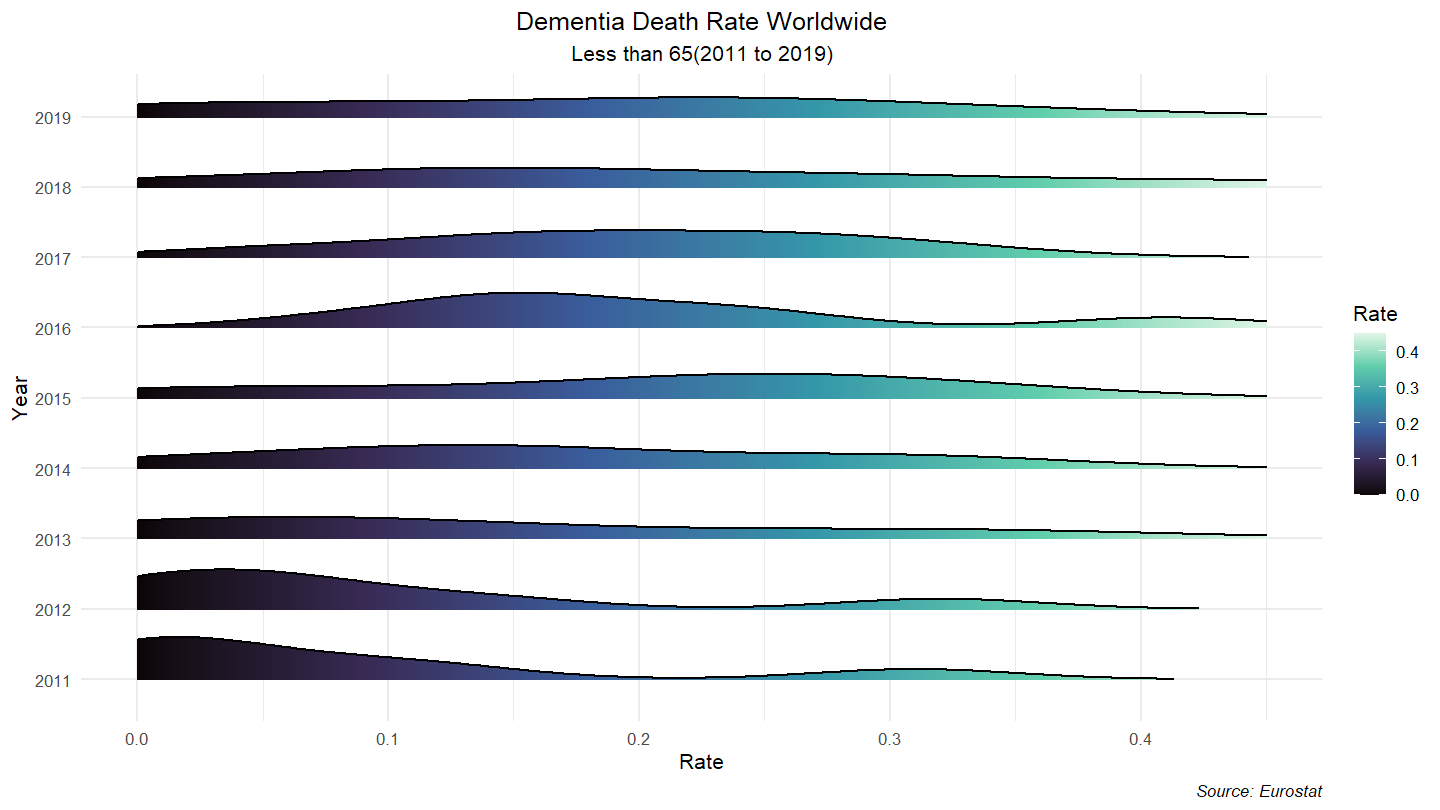 Dementia Death Rate Worldwide
Less than 65(2011 to 2019)
2019
2018
2017
2016
2015
2014
2013
2012
2011
Year
0.0 0.1 0.2 0.3 0.4
Rate
Rate
0.4
0.3
0.2
0.1
0.0
Source: Eurostat